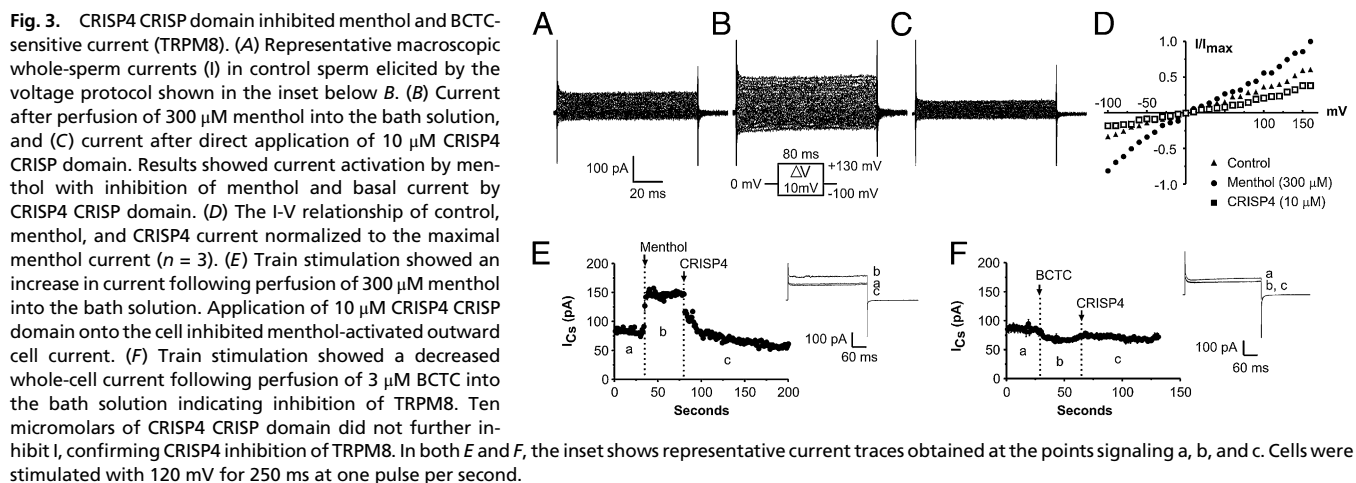 Fig. 3. CRISP4 CRISP domain inhibited menthol and BCTC-
sensitive current (TRPM8). (A) Representative macroscopic
whole-sperm currents (I) in control sperm elicited by the
voltage protocol shown in the inset below B. (B) Current
after perfusion of 300 μM menthol into the bath solution,
and (C) current after direct application of 10 μM CRISP4
CRISP domain. Results showed current activation by men-
thol with inhibition of menthol and basal current by
CRISP4 CRISP domain. (D) The I-V relationship of control,
menthol, and CRISP4 current normalized to the maximal
menthol current (n = 3). (E) Train stimulation showed an
increase in current following perfusion of 300 μM menthol
into the bath solution. Application of 10 μM CRISP4 CRISP
domain onto the cell inhibited menthol-activated outward
cell current. (F) Train stimulation showed a decreased
whole-cell current following perfusion of 3 μM BCTC into
the bath solution indicating inhibition of TRPM8. Ten
micromolars of CRISP4 CRISP domain did not further in-
hibit I, confirming CRISP4 inhibition of TRPM8. In both E and F, the inset shows representative current traces obtained at the points signaling a, b, and c. Cells were
stimulated with 120 mV for 250 ms at one pulse per second.
A
100 pA
20 ms
B
80 ms
0 mV
ΔV
10mV
+130 mV
-100 mV
C
D
I/Imax
1.0
0.5
-100
-50
100
150
mV
-0.5
-1.0
▲ Control
● Menthol (300 μM)
□ CRISP4 (10 μM)
E
Menthol
CRISP4
ICs (pA)
200
150
100
50
0
a
b
c
0 50 100 150 200
Seconds
b
a
c
100 pA
60 ms
F
BCTC
CRISP4
ICs (pA)
200
150
100
50
0
a
b
c
0 50 100 150
Seconds
a
b, c
100 pA
60 ms